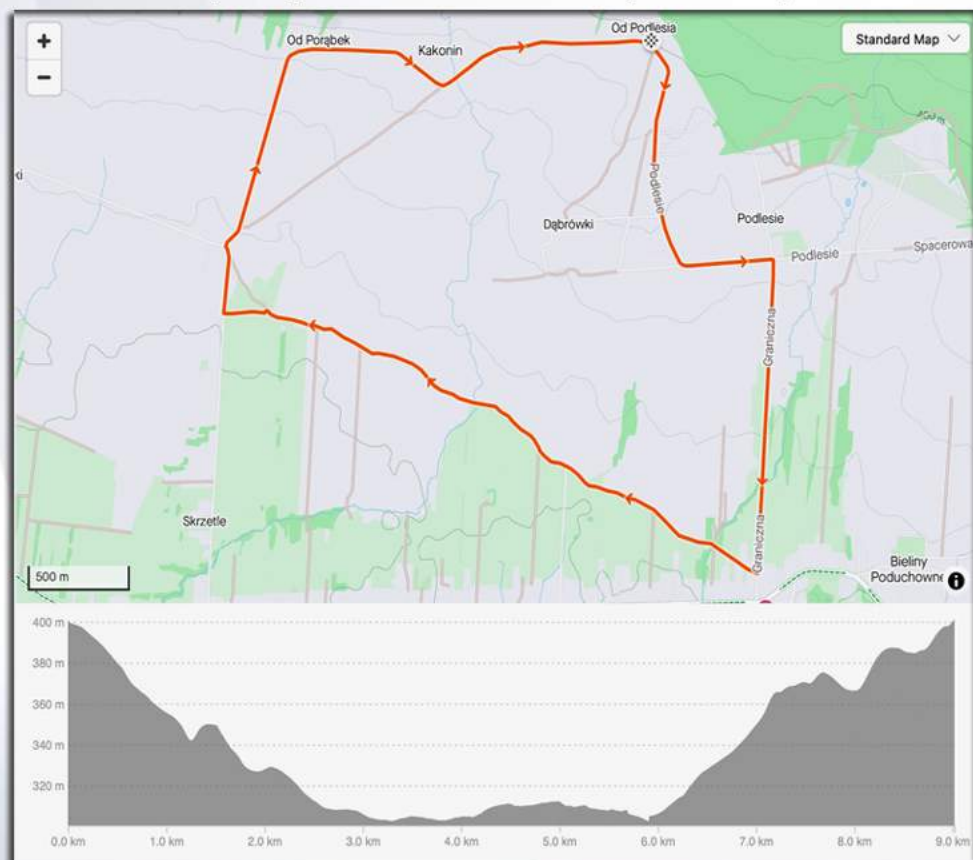 +
−
Od Porąbek
Kakonin
Od Podlesia
Standard Map
Podlesie
Dąbrówki
Podlesie
Podlesie
Spacerowa
Graniczna
Skrzetle
Graniczna
Bieliny
Poduchowne
500 m
400 m
380 m
360 m
340 m
320 m
0.0 km 1.0 km 2.0 km 3.0 km 4.0 km 5.0 km 6.0 km 7.0 km 8.0 km 9.0 km